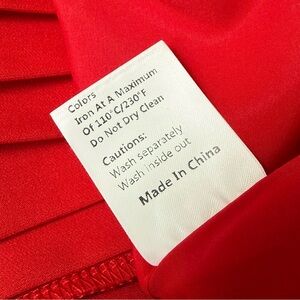 Colors
Iron At A Maximum
Of 110°C/230°F
Do Not Dry Clean
Cautions:
Wash separately
Wash inside out
Made In China